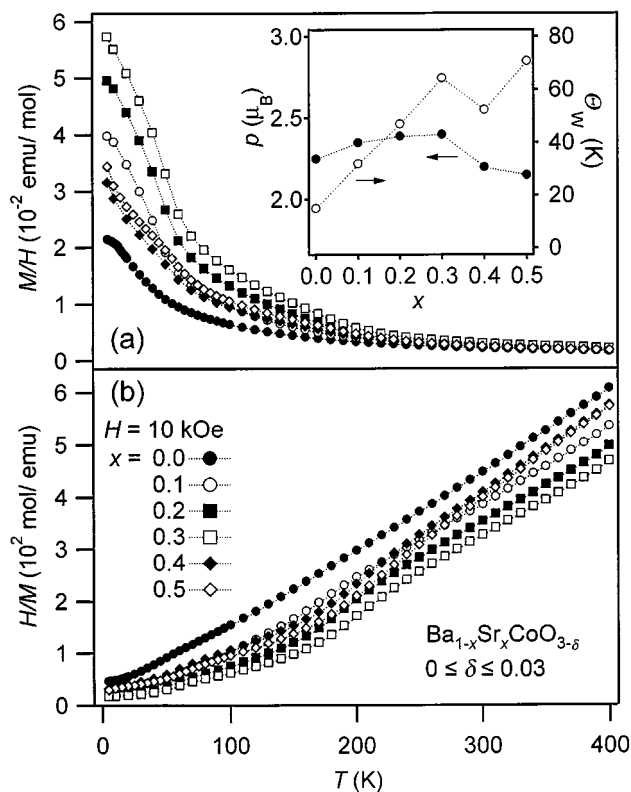 6
5
4
3
2
1
0
M/H (10⁻² emu/ mol)
(a)
3.0
2.5
2.0
p (μB)
80
60
40
20
0
ΘW (K)
0.0 0.1 0.2 0.3 0.4 0.5
x
(b)
H = 10 kOe
x = 0.0
0.1
0.2
0.3
0.4
0.5
6
5
4
3
2
1
0
H/M (10² mol/ emu)
Ba₁₋ₓSrₓCoO₃₋δ
0 ≤ δ ≤ 0.03
0 100 200 300 400
T (K)